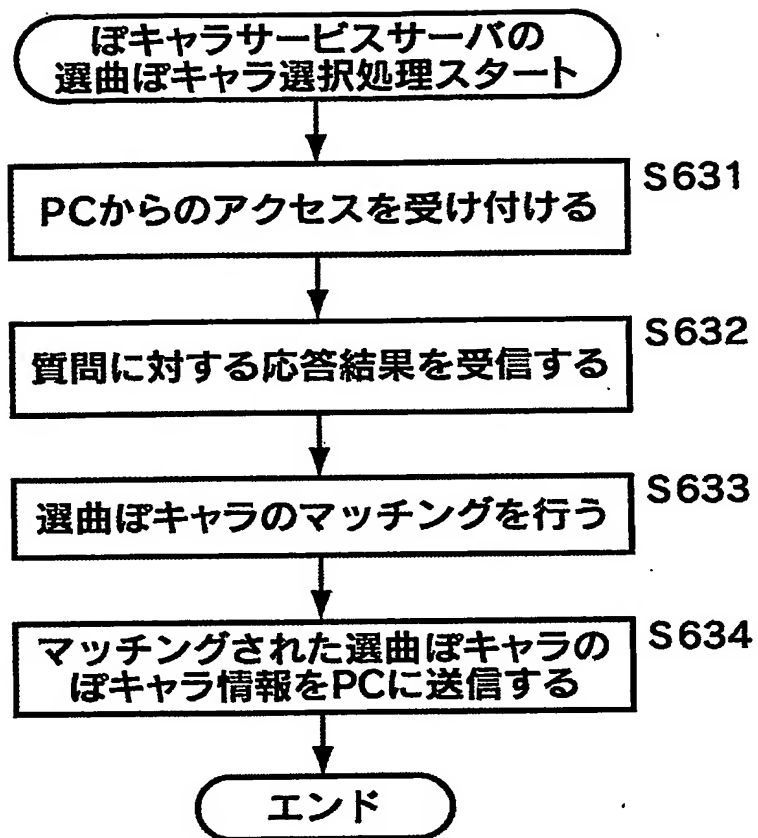 ぽキャラサービスサーバの
選曲ぽキャラ選択処理スタート
PCからのアクセスを受け付ける
S631
質問に対する応答結果を受信する
S632
選曲ぽキャラのマッチングを行う
S633
マッチングされた選曲ぽキャラの
ぽキャラ情報をPCに送信する
S634
エンド